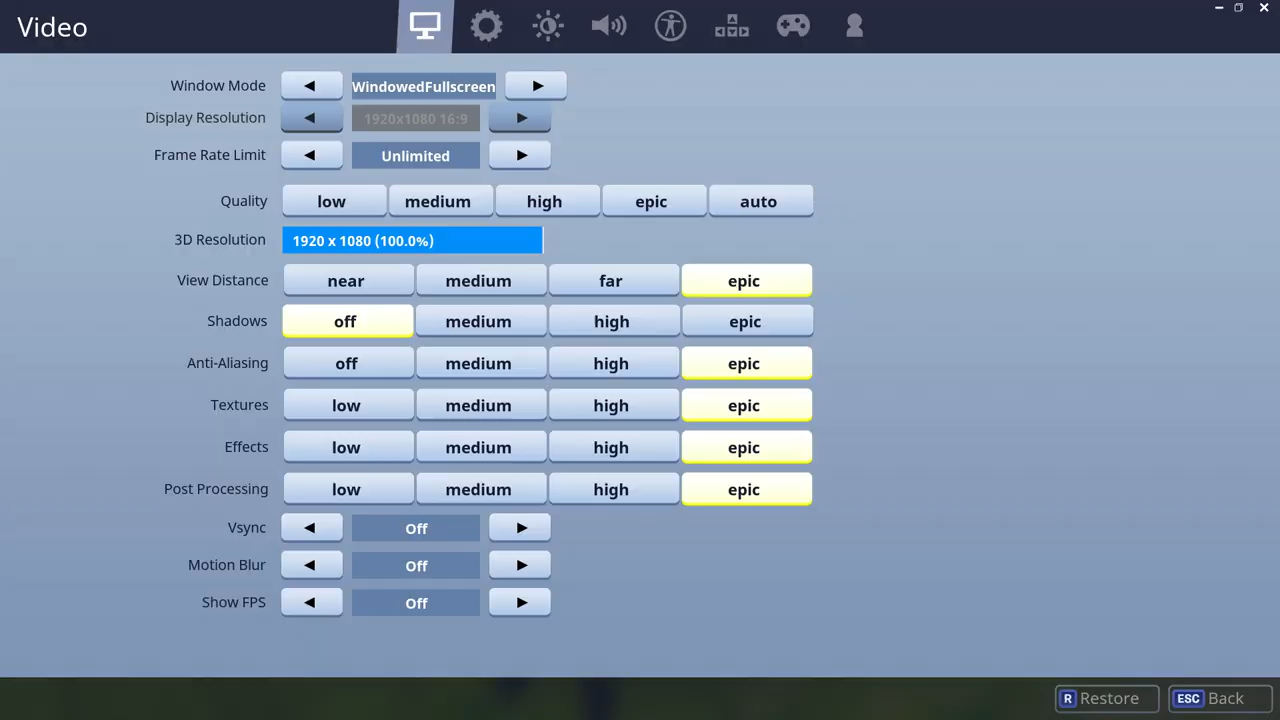 Video
Window Mode WindowedFullscreen
Display Resolution 1920x1080 16:9
Frame Rate Limit Unlimited
Quality low medium high epic auto
3D Resolution 1920 x 1080 (100.0%)
View Distance near medium far epic
Shadows off medium high epic
Anti-Aliasing off medium high epic
Textures low medium high epic
Effects low medium high epic
Post Processing low medium high epic
Vsync Off
Motion Blur Off
Show FPS Off
R Restore ESC Back